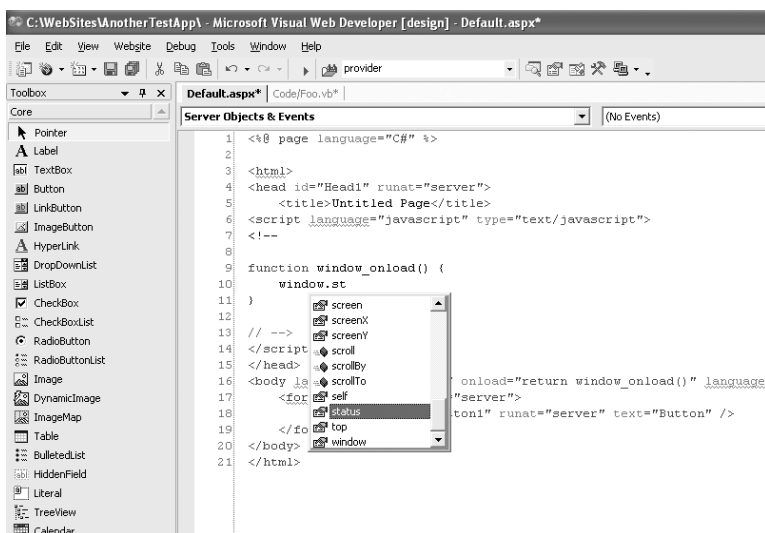 C:\WebSites\AnotherTestApp\ - Microsoft Visual Web Developer [design] - Default.aspx*
File Edit View Website Debug Tools Window Help
provider
Toolbox
Default.aspx* Code/Foo.vb*
Core
Server Objects & Events (No Events)
Pointer
A Label
abl TextBox
ab Button
ab LinkButton
ImageButton
A HyperLink
DropDownList
ListBox
CheckBox
CheckBoxList
RadioButton
RadioButtonList
Image
DynamicImage
ImageMap
Table
BulletedList
abl HiddenField
Literal
TreeView
Calendar
1 <%@ page language="C#" %>
2
3 <html>
4 <head id="Head1" runat="server">
5 <title>Untitled Page</title>
6 <script language="javascript" type="text/javascript">
7 <!--
8
9 function window_onload() {
10 window.st
11 }
12
13 // -->
14 </script
15 </head>
16 <body la " onload="return window_onload()" language
17 <for ="server">
18 ton1" runat="server" text="Button" />
19 </fo
20 </body>
21 </html>
screen
screenX
screenY
scroll
scrollBy
scrollTo
self
status
top
window